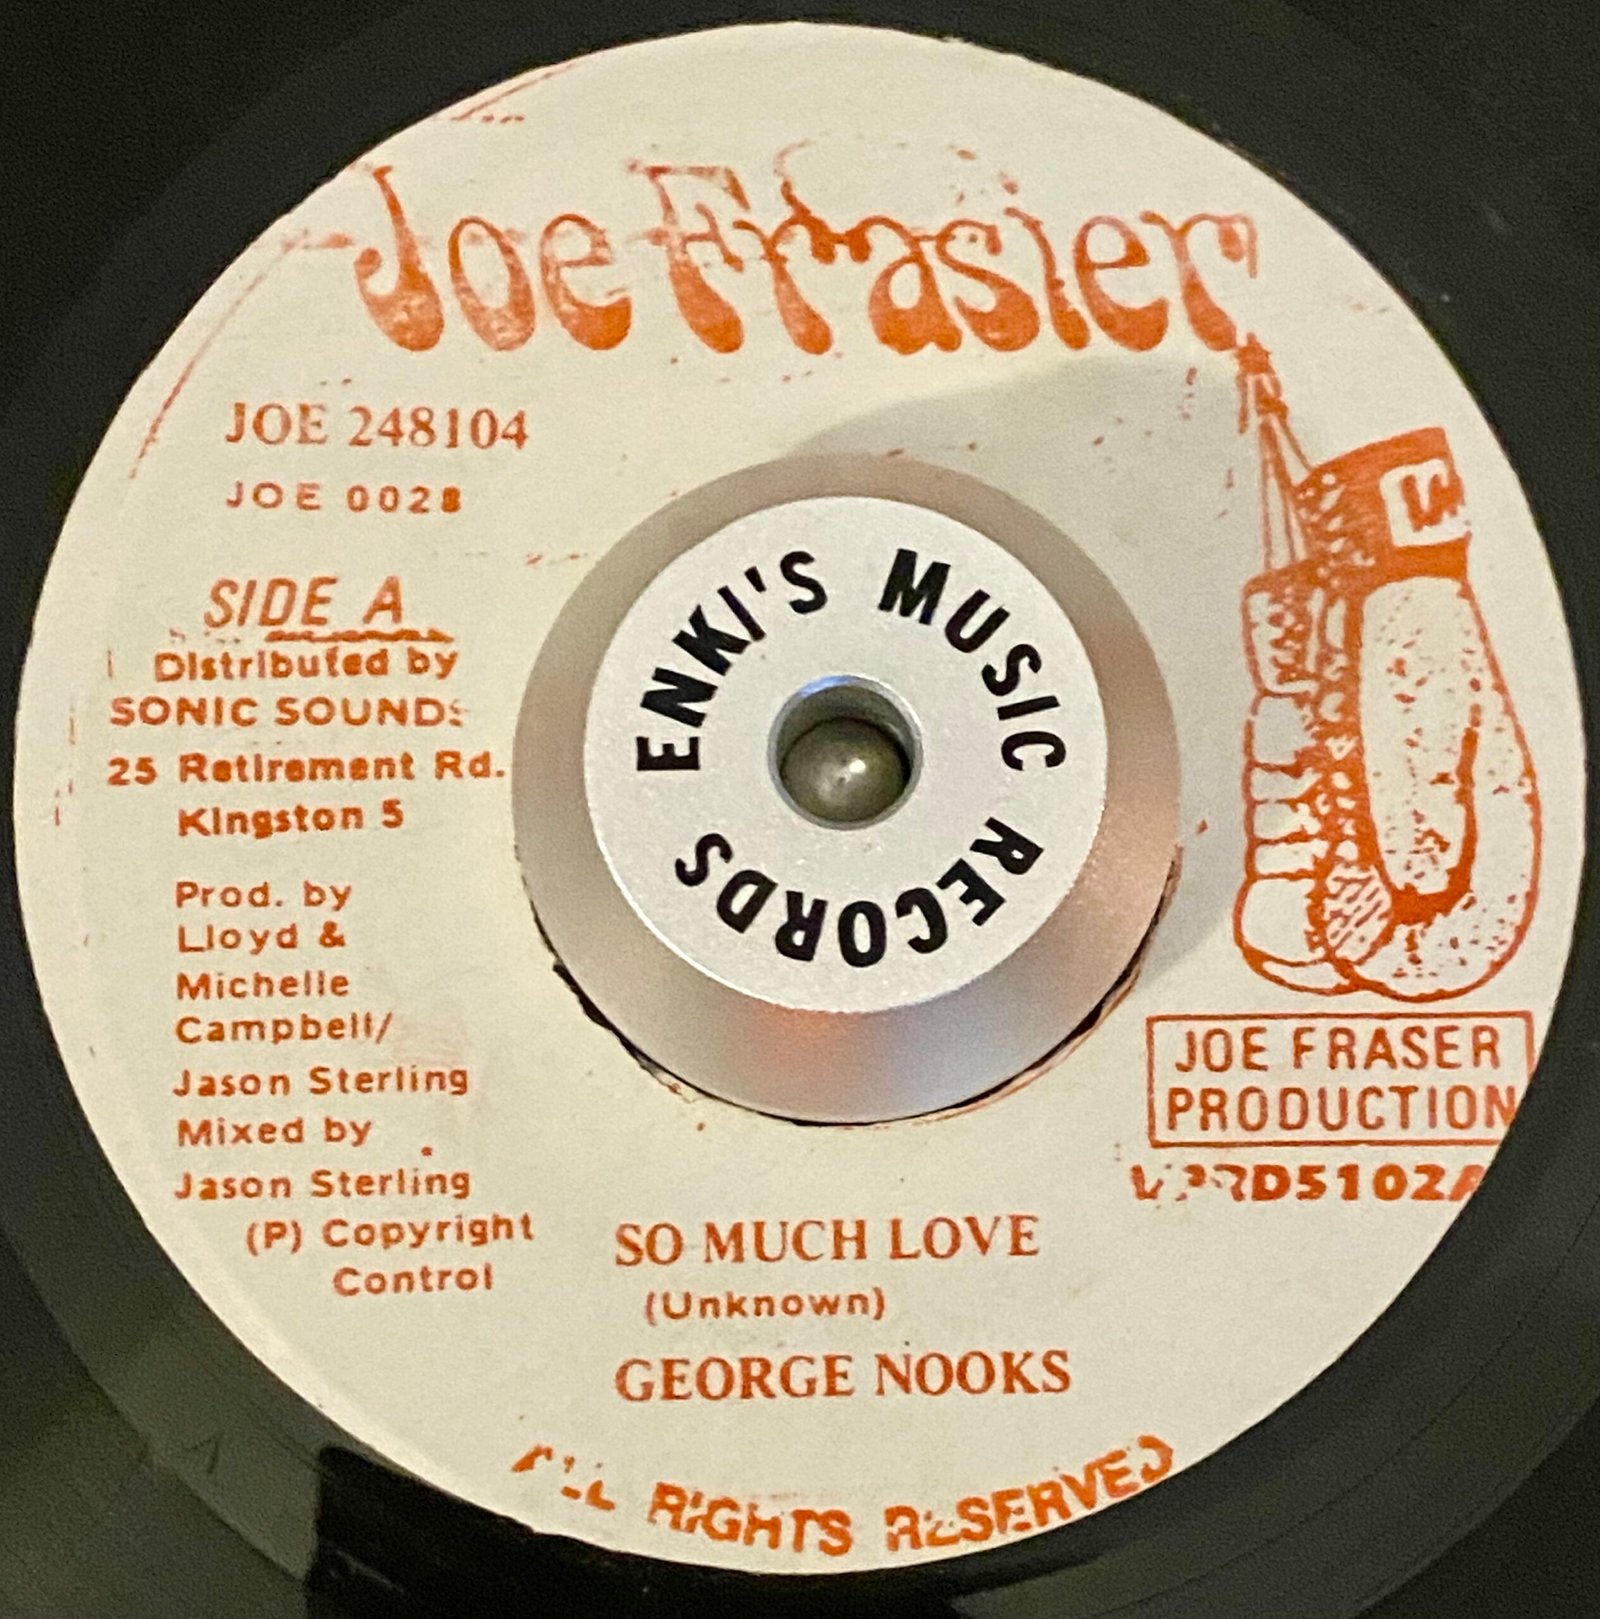 Joe Frasier
JOE 248104
JOE 0028
SIDE A
Distributed by
SONIC SOUNDS
25 Retirement Rd.
Kingston 5
Prod. by
Lloyd &
Michelle
Campbell/
Jason Sterling
Mixed by
Jason Sterling
(P) Copyright
Control
ENKI'S MUSIC RECORDS
JOE FRASER
PRODUCTION
SO MUCH LOVE
(Unknown)
GEORGE NOOKS
ALL RIGHTS RESERVED